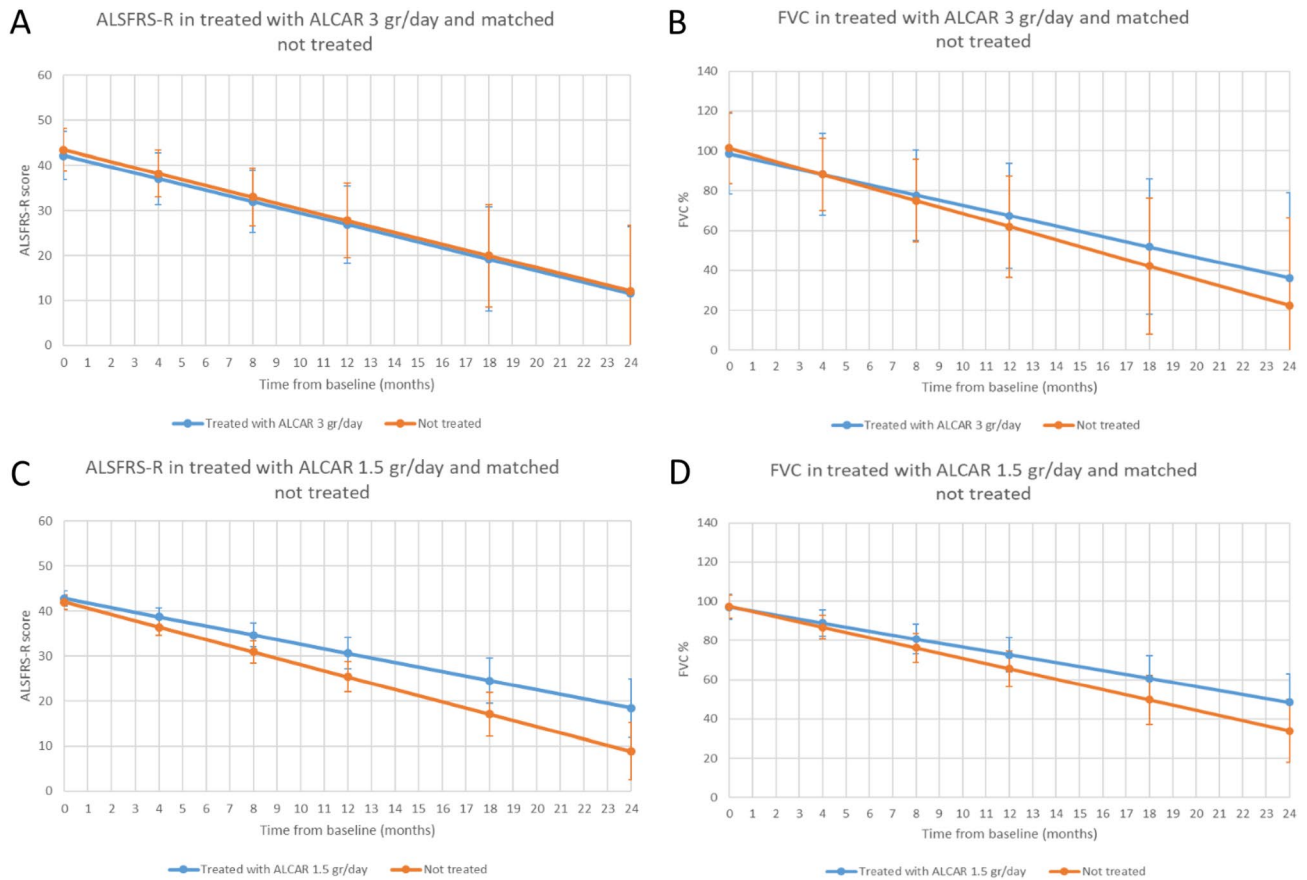 A
ALSFRS-R in treated with ALCAR 3 gr/day and matched
not treated
60
50
40
30
20
10
0
ALSFRS-R score
0 1 2 3 4 5 6 7 8 9 10 11 12 13 14 15 16 17 18 19 20 21 22 23 24
Time from baseline (months)
Treated with ALCAR 3 gr/day Not treated
B
FVC in treated with ALCAR 3 gr/day and matched
not treated
140
120
100
80
60
40
20
0
FVC %
0 1 2 3 4 5 6 7 8 9 10 11 12 13 14 15 16 17 18 19 20 21 22 23 24
Time from baseline (months)
Treated with ALCAR 3 gr/day Not treated
C
ALSFRS-R in treated with ALCAR 1.5 gr/day and matched
not treated
60
50
40
30
20
10
0
ALSFRS-R score
0 1 2 3 4 5 6 7 8 9 10 11 12 13 14 15 16 17 18 19 20 21 22 23 24
Time from baseline (months)
Treated with ALCAR 1.5 gr/day Not treated
D
FVC in treated with ALCAR 1.5 gr/day and matched
not treated
140
120
100
80
60
40
20
0
FVC %
0 1 2 3 4 5 6 7 8 9 10 11 12 13 14 15 16 17 18 19 20 21 22 23 24
Time from baseline (months)
Treated with ALCAR 1.5 gr/day Not treated